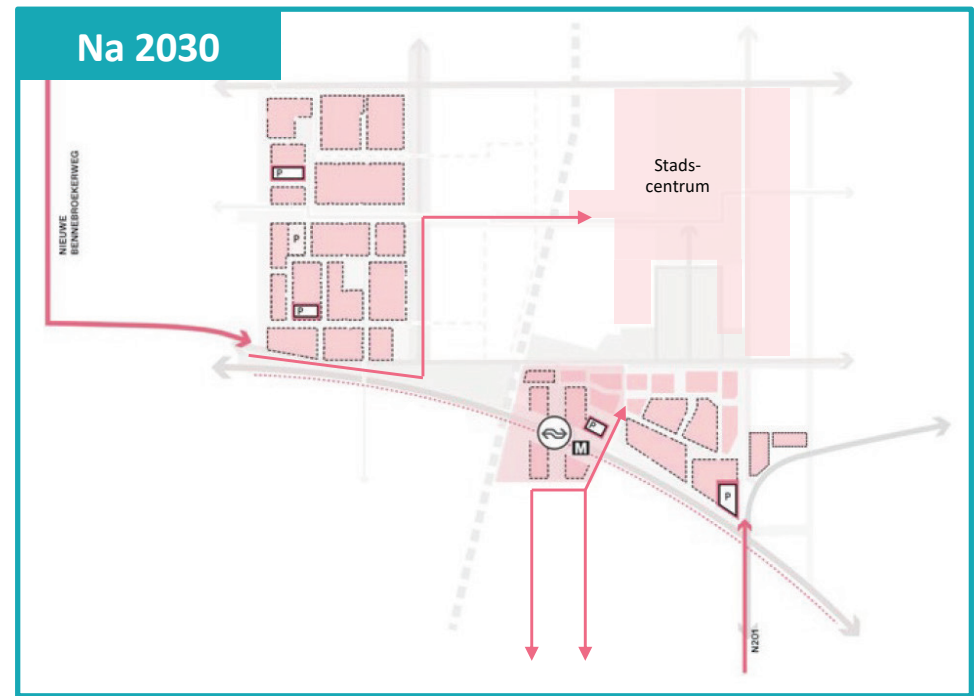 Na 2030
NIEUWE
BENNEBROEKERWEG
Stads-
centrum
P
P
P
P
M
P
N201